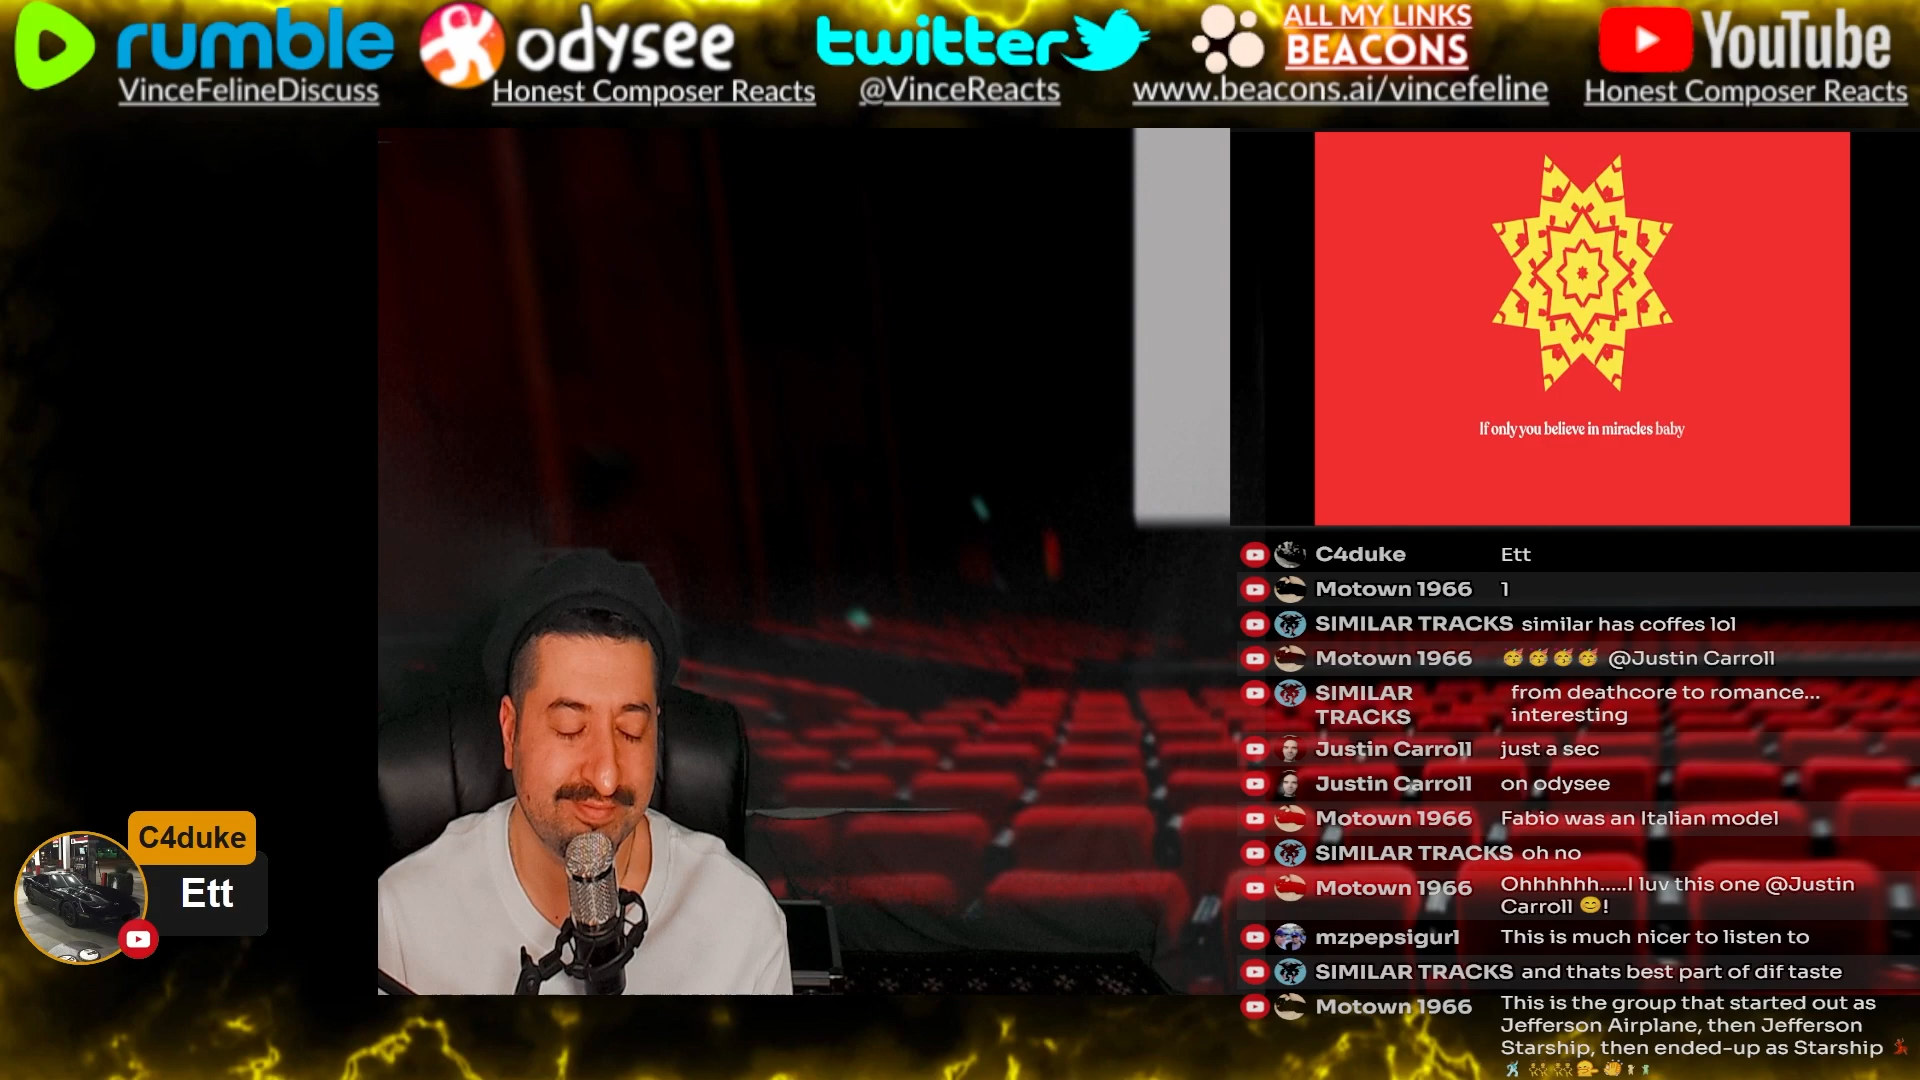 rumble
VinceFelineDiscuss
odysee
Honest Composer Reacts
twitter
@VinceReacts
ALL MY LINKS
BEACONS
www.beacons.ai/vincefeline
YouTube
Honest Composer Reacts
If only you believe in miracles baby
C4duke Ett
Motown 1966 1
SIMILAR TRACKS similar has coffes lol
Motown 1966 🥳🥳🥳🥳 @Justin Carroll
SIMILAR TRACKS from deathcore to romance...
interesting
Justin Carroll just a sec
Justin Carroll on odysee
Motown 1966 Fabio was an Italian model
SIMILAR TRACKS oh no
Motown 1966 Ohhhhhh.....I luv this one @Justin
Carroll 😊!
mzpepsigurl This is much nicer to listen to
SIMILAR TRACKS and thats best part of dif taste
Motown 1966 This is the group that started out as
Jefferson Airplane, then Jefferson
Starship, then ended-up as Starship
C4duke
Ett